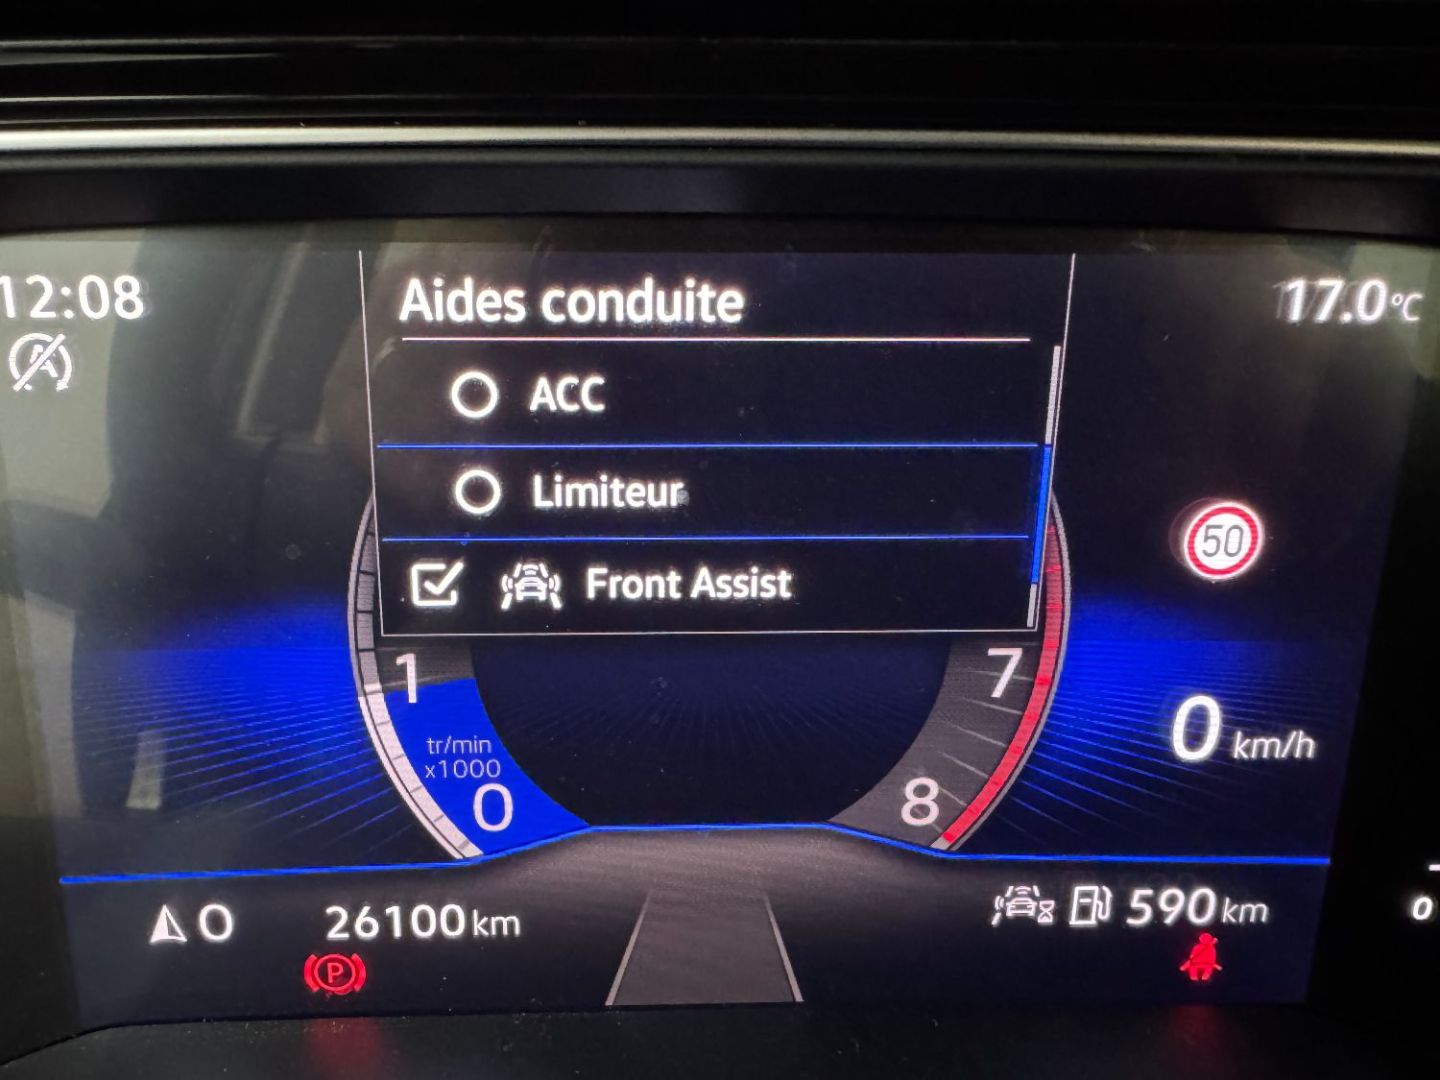 12:08
17.0°C
Aides conduite
ACC
Limiteur
Front Assist
50
1
7
tr/min
x1000
0
8
0 km/h
O
26100 km
590 km
P
0